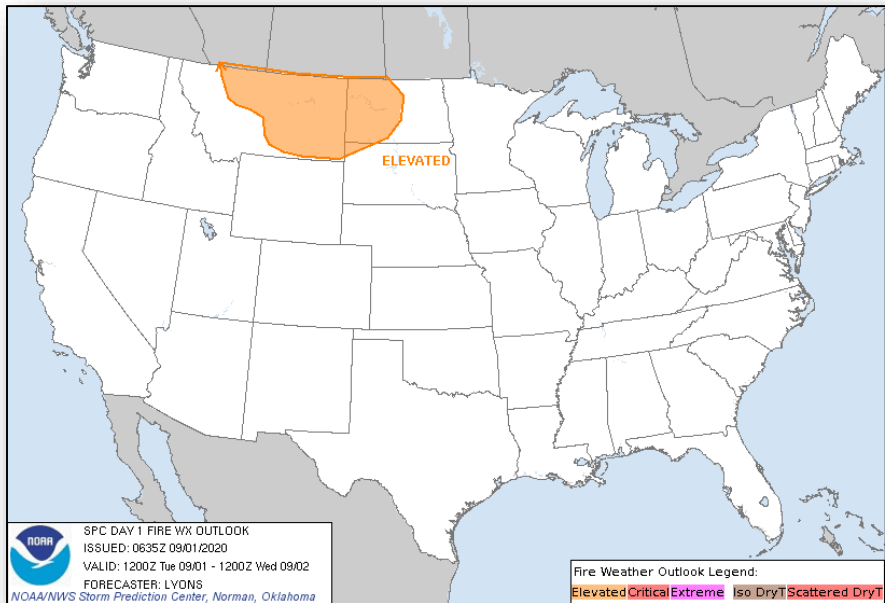 ELEVATED
NOAA
SPC DAY 1 FIRE WX OUTLOOK
ISSUED: 0635Z 09/01/2020
VALID: 1200Z Tue 09/01 - 1200Z Wed 09/02
FORECASTER: LYONS
NOAA/NWS Storm Prediction Center, Norman, Oklahoma
Fire Weather Outlook Legend:
Elevated Critical Extreme Iso DryT Scattered DryT